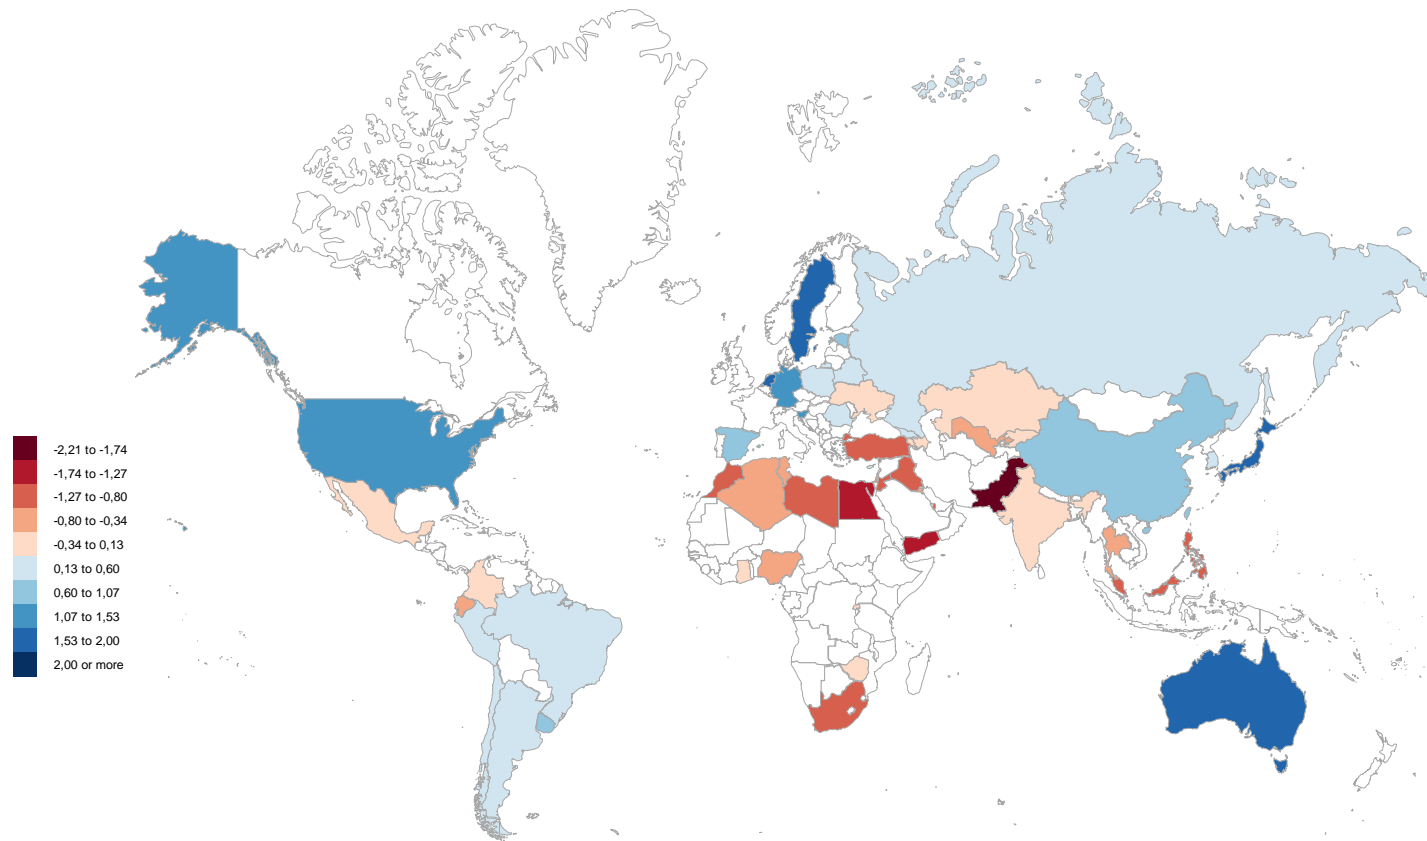 -2,21 to -1,74
-1,74 to -1,27
-1,27 to -0,80
-0,80 to -0,34
-0,34 to 0,13
0,13 to 0,60
0,60 to 1,07
1,07 to 1,53
1,53 to 2,00
2,00 or more